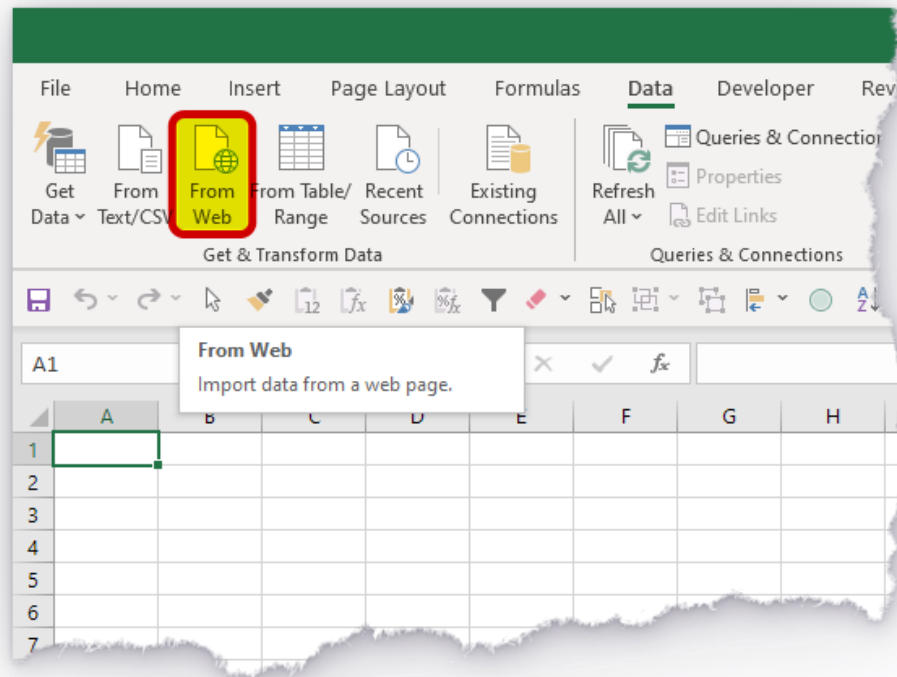 File Home Insert Page Layout Formulas Data Developer Rev
Get Data From Text/CSV From Web From Table/ Range Recent Sources Existing Connections Refresh All Queries & Connection
Properties
Edit Links
Get & Transform Data Queries & Connections
From Web
Import data from a web page.
A1 fx
A B C D E F G H
1
2
3
4
5
6
7